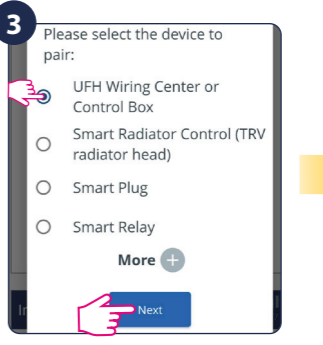 3
Please select the device to
pair:
UFH Wiring Center or
Control Box
Smart Radiator Control (TRV
radiator head)
Smart Plug
Smart Relay
More +
In
Next